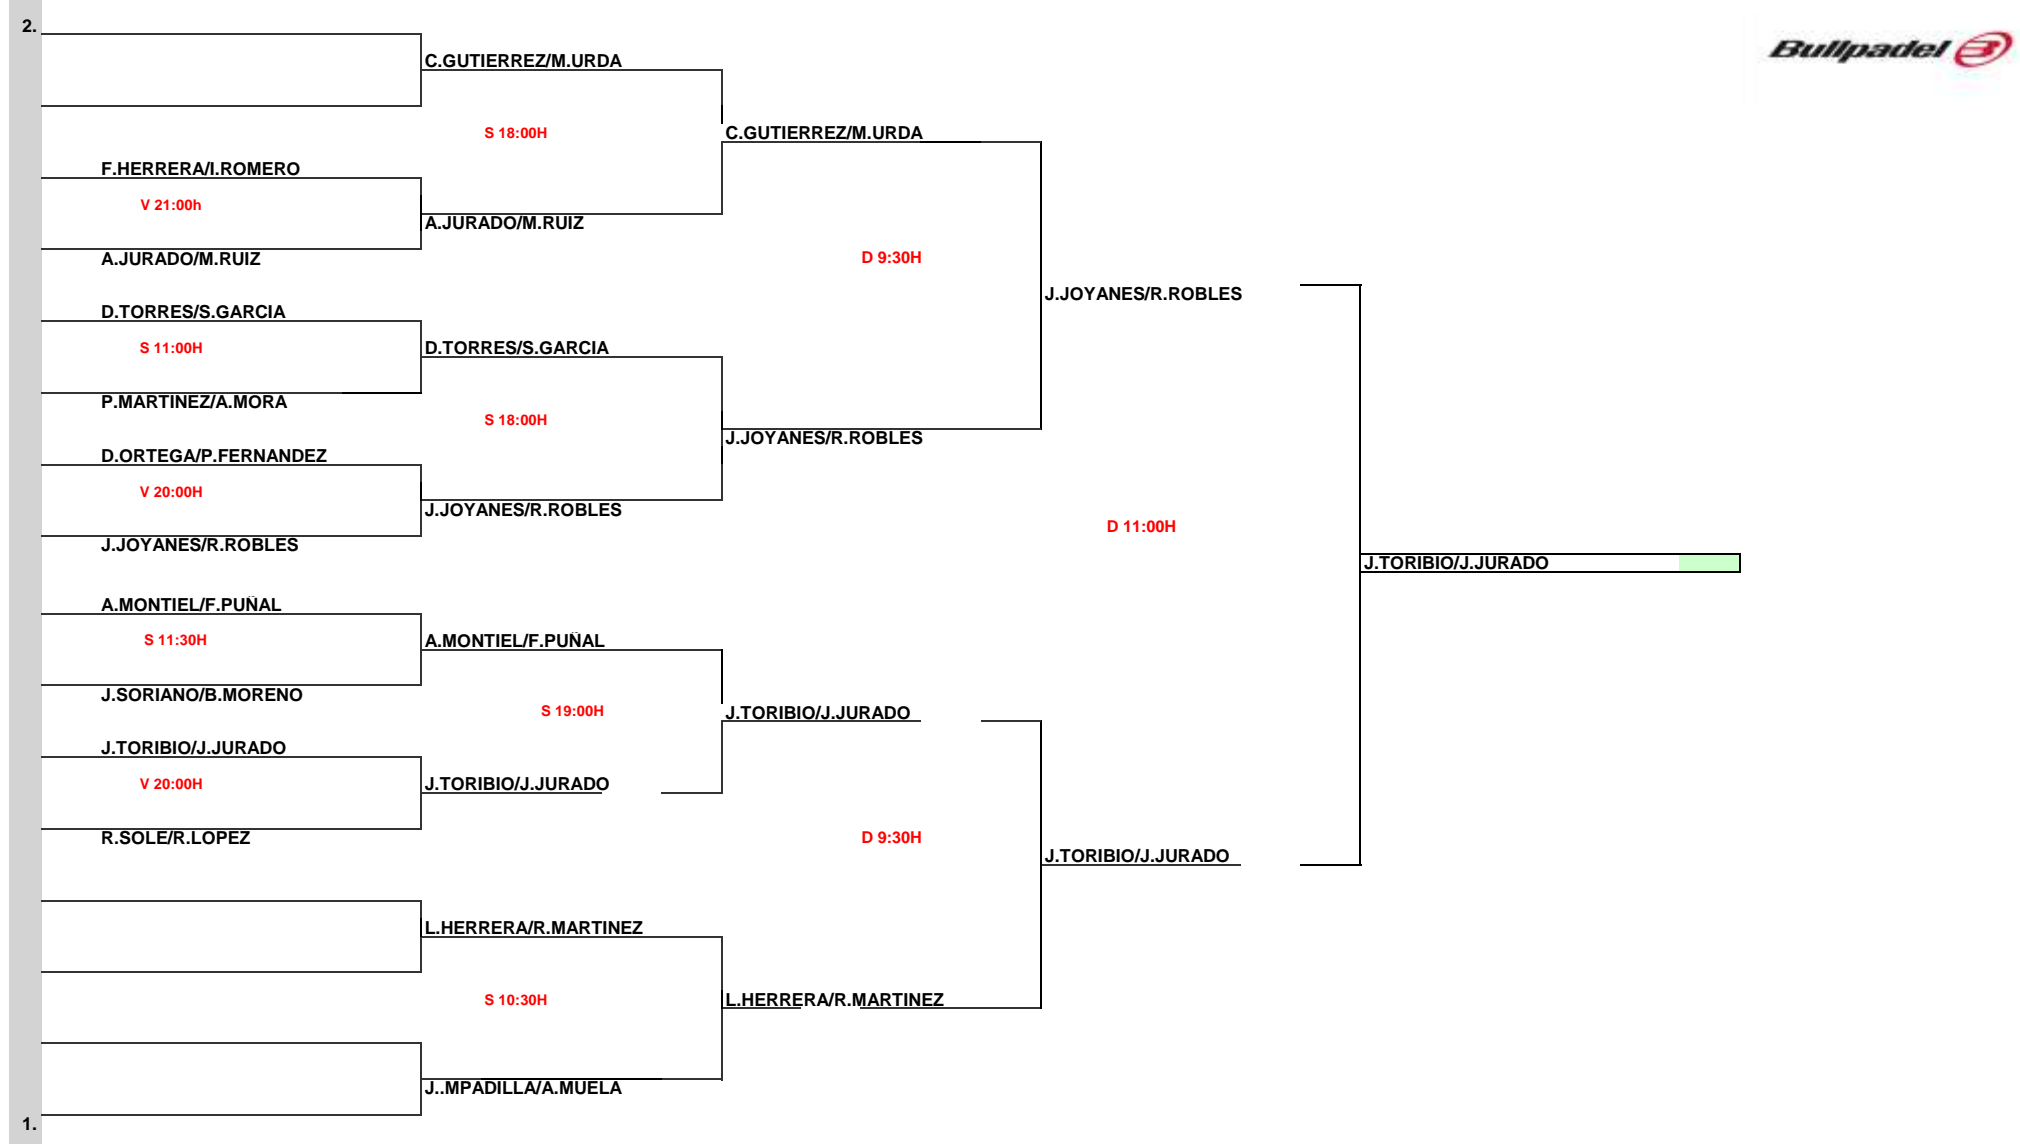 2.
Bullpadel
C.GUTIERREZ/M.URDA
S 18:00H
C.GUTIERREZ/M.URDA
F.HERRERA/I.ROMERO
V 21:00h
A.JURADO/M.RUIZ
A.JURADO/M.RUIZ
D 9:30H
J.JOYANES/R.ROBLES
D.TORRES/S.GARCIA
S 11:00H
D.TORRES/S.GARCIA
P.MARTINEZ/A.MORA
S 18:00H
J.JOYANES/R.ROBLES
D.ORTEGA/P.FERNANDEZ
V 20:00H
J.JOYANES/R.ROBLES
D 11:00H
J.JOYANES/R.ROBLES
J.TORIBIO/J.JURADO
A.MONTIEL/F.PUÑAL
S 11:30H
A.MONTIEL/F.PUÑAL
J.SORIANO/B.MORENO
S 19:00H
J.TORIBIO/J.JURADO
J.TORIBIO/J.JURADO
V 20:00H
J.TORIBIO/J.JURADO
R.SOLE/R.LOPEZ
D 9:30H
J.TORIBIO/J.JURADO
L.HERRERA/R.MARTINEZ
S 10:30H
L.HERRERA/R.MARTINEZ
J..MPADILLA/A.MUELA
1.